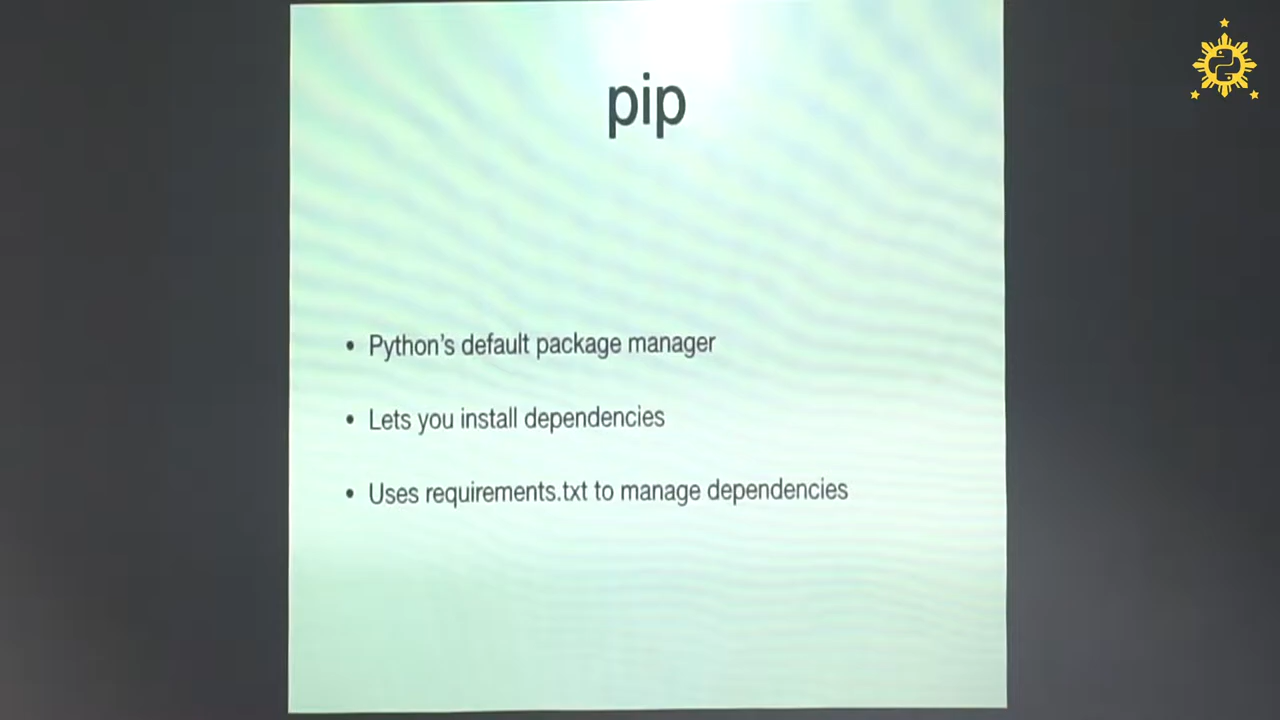 pip
• Python's default package manager
• Lets you install dependencies
• Uses requirements.txt to manage dependencies